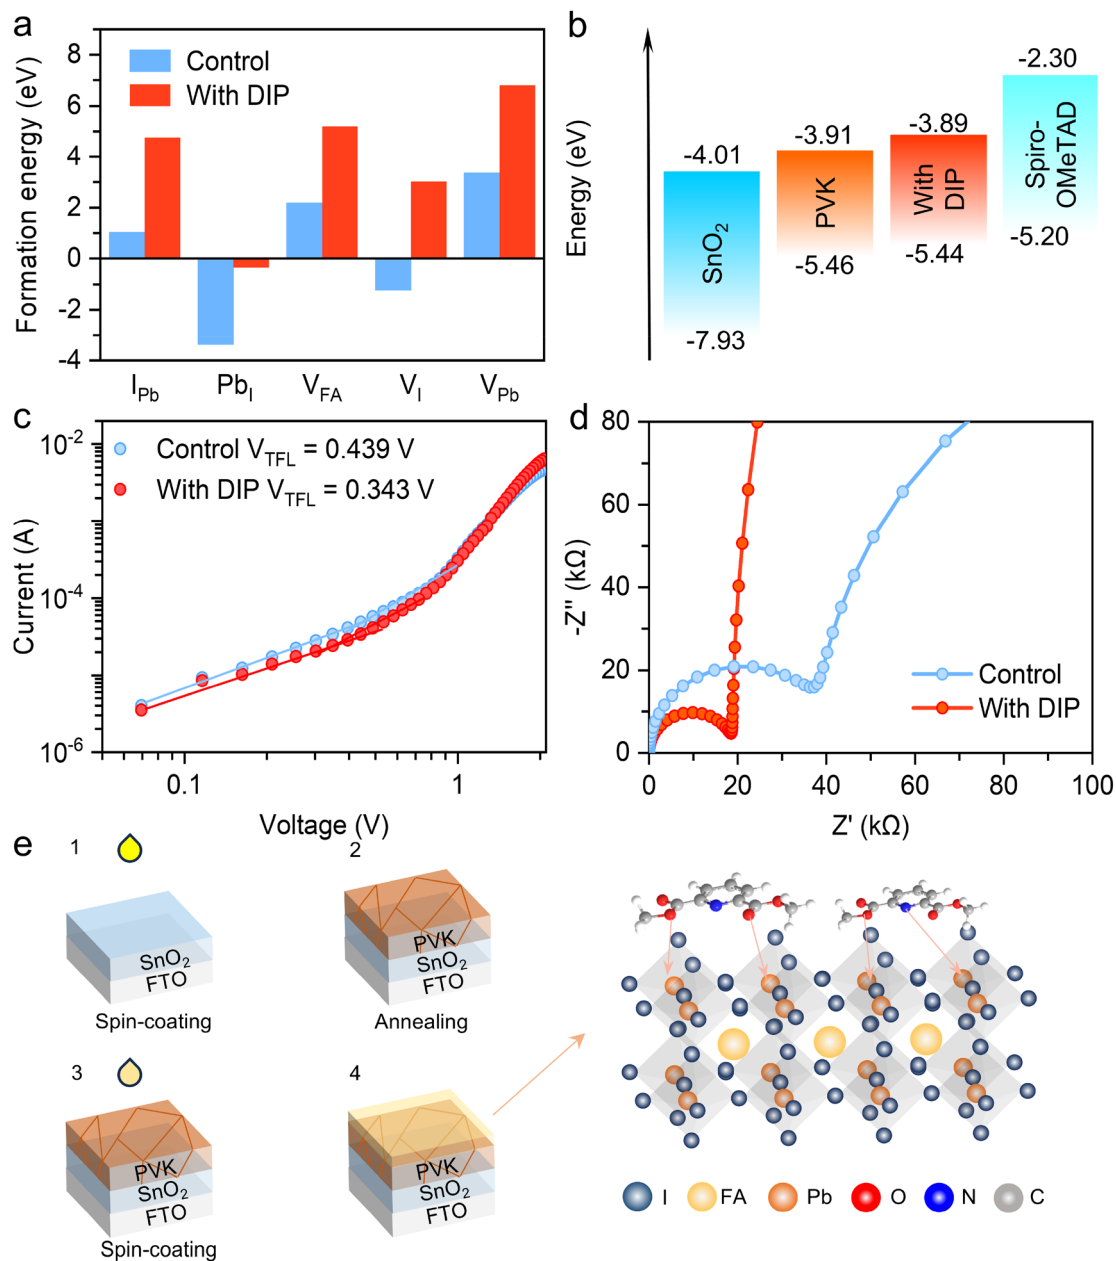 a
Control
With DIP
Formation energy (eV)
8
6
4
2
0
-2
-4
I_Pb Pb_I V_FA V_I V_Pb
b
Energy (eV)
-4.01
SnO₂
-7.93
-3.91
PVK
-5.46
-3.89
With
DIP
-5.44
-2.30
Spiro-
OMeTAD
-5.20
c
Control V_TFL = 0.439 V
With DIP V_TFL = 0.343 V
Current (A)
10⁻²
10⁻⁴
10⁻⁶
0.1 1
Voltage (V)
d
-Z'' (kΩ)
80
60
40
20
0
Control
With DIP
0 20 40 60 80 100
Z' (kΩ)
e
1
SnO₂
FTO
Spin-coating
2
PVK
SnO₂
FTO
Annealing
3
PVK
SnO₂
FTO
Spin-coating
4
PVK
SnO₂
FTO
I FA Pb O N C